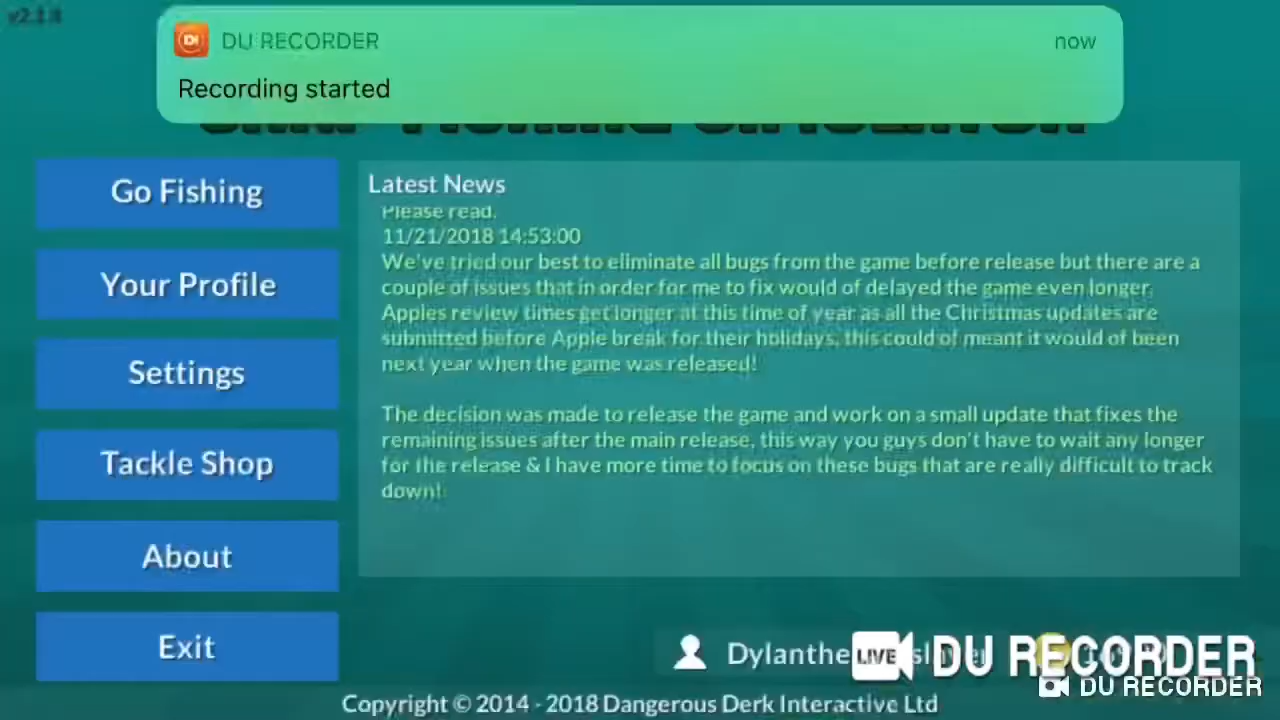 v2.1.8
DU RECORDER
now
Recording started
Go Fishing
Your Profile
Settings
Tackle Shop
About
Exit
Latest News
Please read.
11/21/2018 14:53:00
We've tried our best to eliminate all bugs from the game before release but there are a
couple of issues that in order for me to fix would of delayed the game even longer.
Apples review times get longer at this time of year as all the Christmas updates are
submitted before Apple break for their holidays, this could of meant it would of been
next year when the game was released!
The decision was made to release the game and work on a small update that fixes the
remaining issues after the main release, this way you guys don't have to wait any longer
for the release & I have more time to focus on these bugs that are really difficult to track
down!
LIVE DU RECORDER
DU RECORDER
Copyright © 2014 - 2018 Dangerous Derk Interactive Ltd